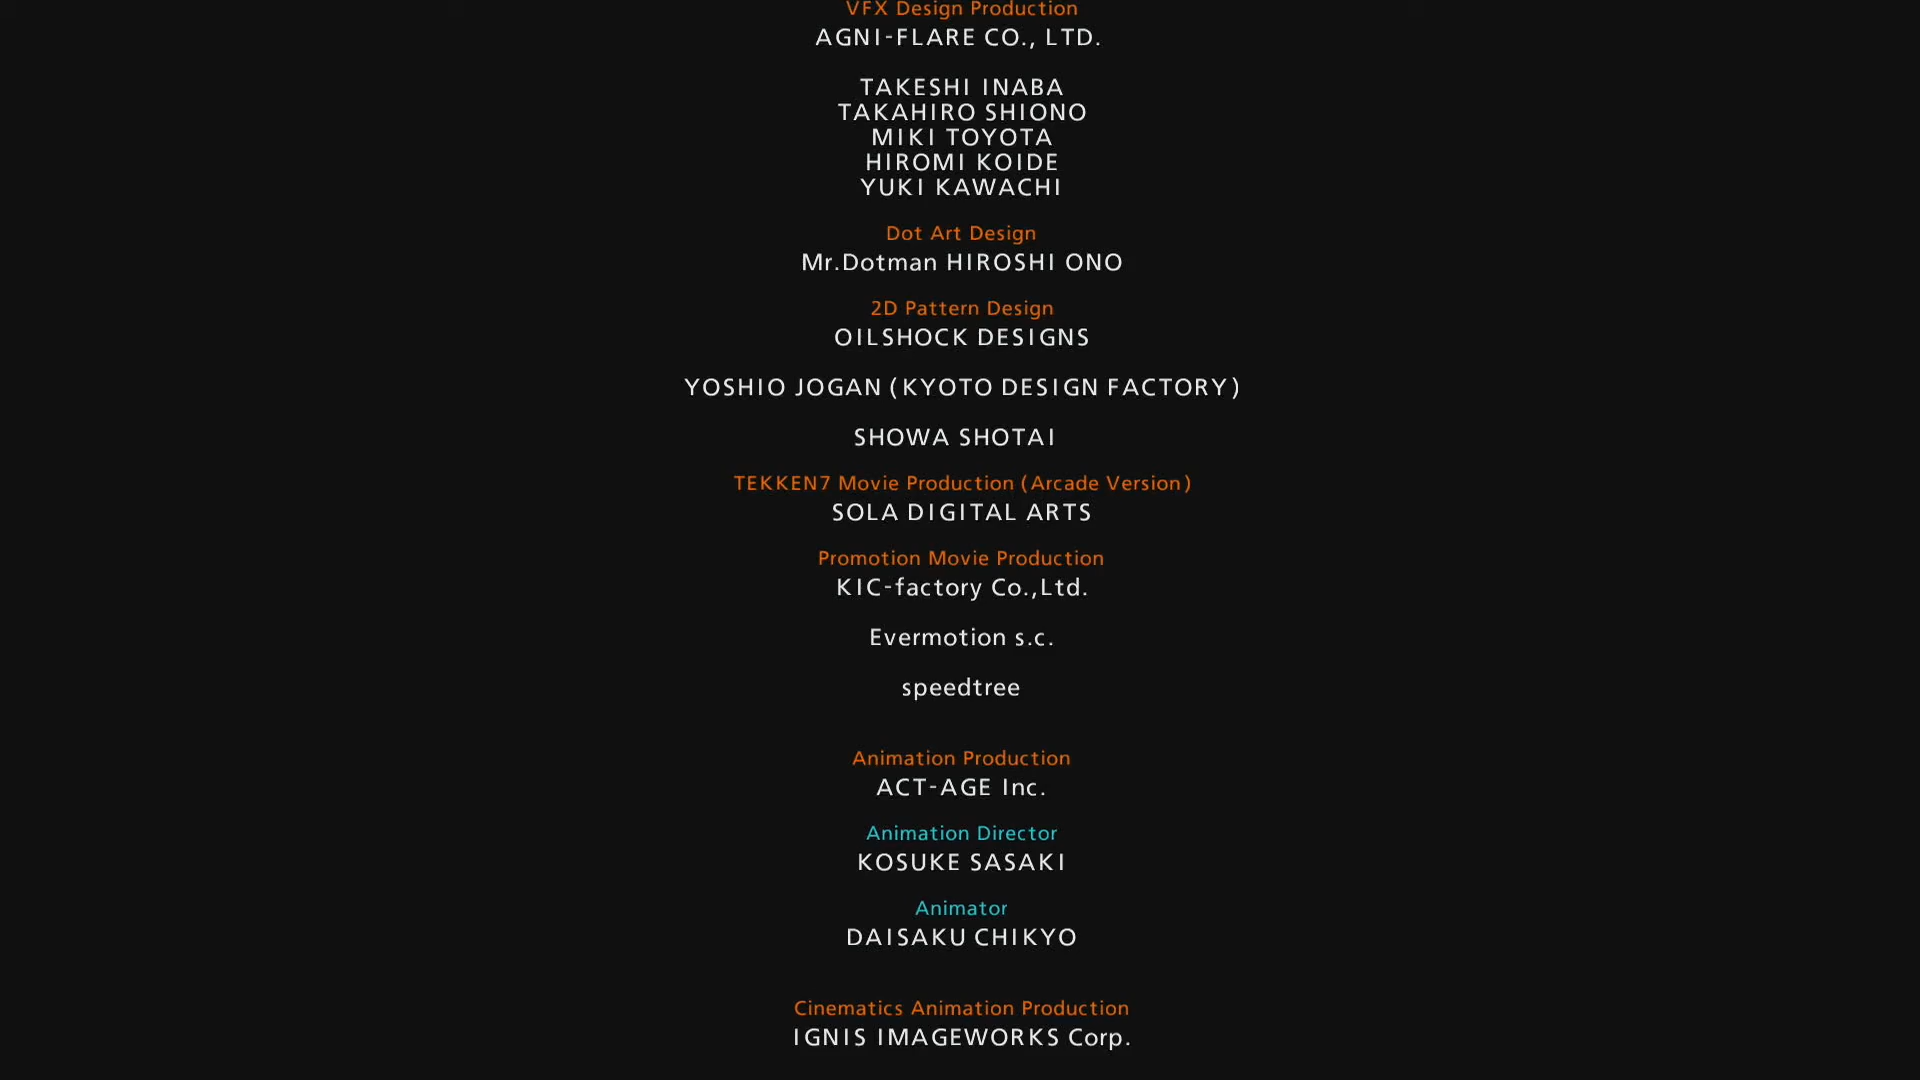 VFX Design Production
AGNI-FLARE CO., LTD.
TAKESHI INABA
TAKAHIRO SHIONO
MIKI TOYOTA
HIROMI KOIDE
YUKI KAWACHI
Dot Art Design
Mr.Dotman HIROSHI ONO
2D Pattern Design
OILSHOCK DESIGNS
YOSHIO JOGAN (KYOTO DESIGN FACTORY)
SHOWA SHOTAI
TEKKEN7 Movie Production (Arcade Version)
SOLA DIGITAL ARTS
Promotion Movie Production
KIC-factory Co.,Ltd.
Evermotion s.c.
speedtree
Animation Production
ACT-AGE Inc.
Animation Director
KOSUKE SASAKI
Animator
DAISAKU CHIKYO
Cinematics Animation Production
IGNIS IMAGEWORKS Corp.